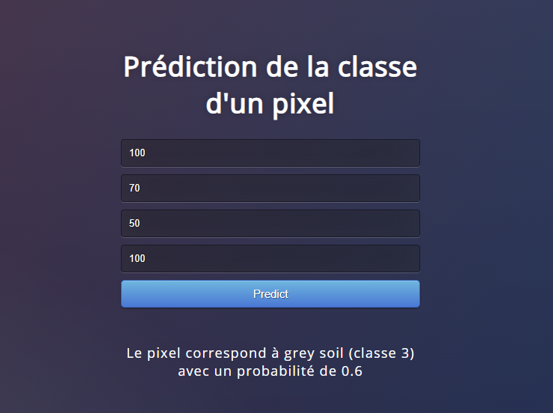 Prédiction de la classe
d'un pixel
100
70
50
100
Predict
Le pixel correspond à grey soil (classe 3)
avec un probabilité de 0.6